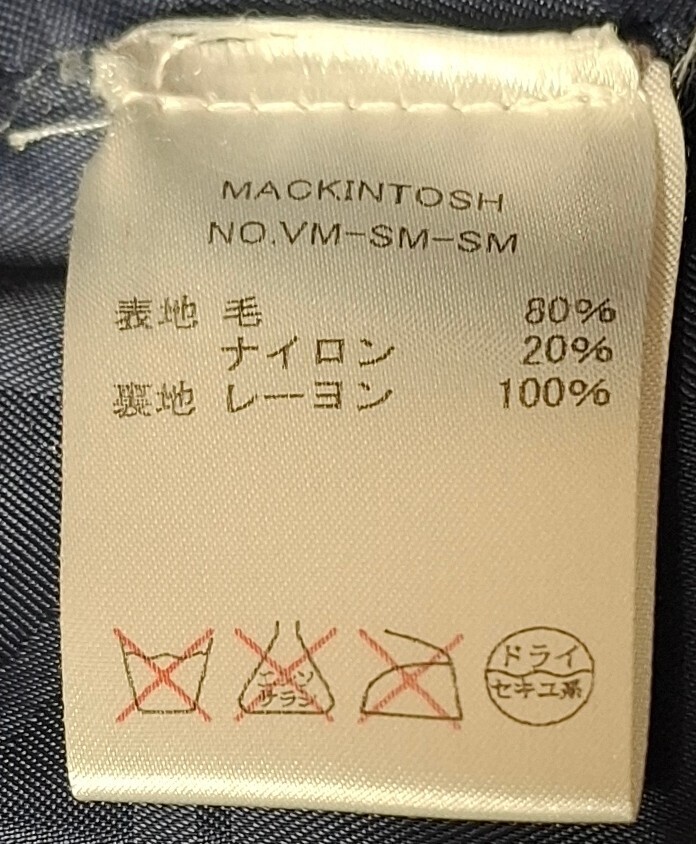 MACKINTOSH
NO.VM-SM-SM
表地 毛 80%
ナイロン 20%
裏地 レーヨン 100%
エンソ
サラシ
ドライ
セキユ系